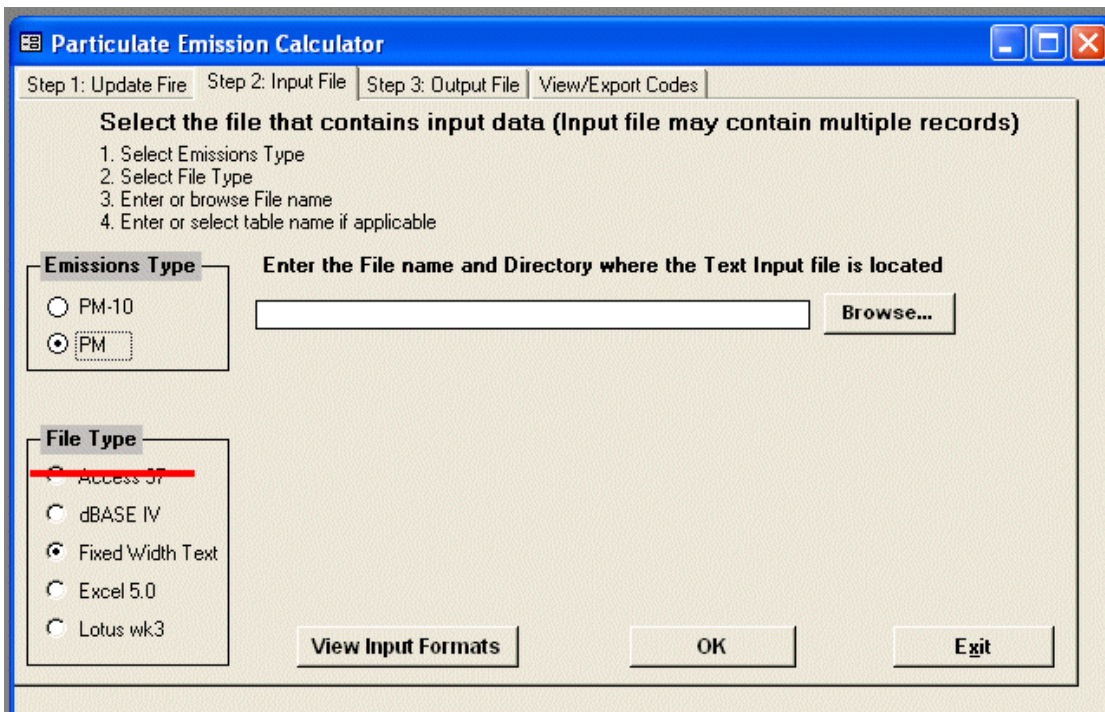 Particulate Emission Calculator
Step 1: Update Fire Step 2: Input File Step 3: Output File View/Export Codes
Select the file that contains input data (Input file may contain multiple records)
1. Select Emissions Type
2. Select File Type
3. Enter or browse File name
4. Enter or select table name if applicable
Emissions Type
Enter the File name and Directory where the Text Input file is located
PM-10
Browse...
PM
File Type
Access 97
dBASE IV
Fixed Width Text
Excel 5.0
Lotus wk3
View Input Formats OK Exit